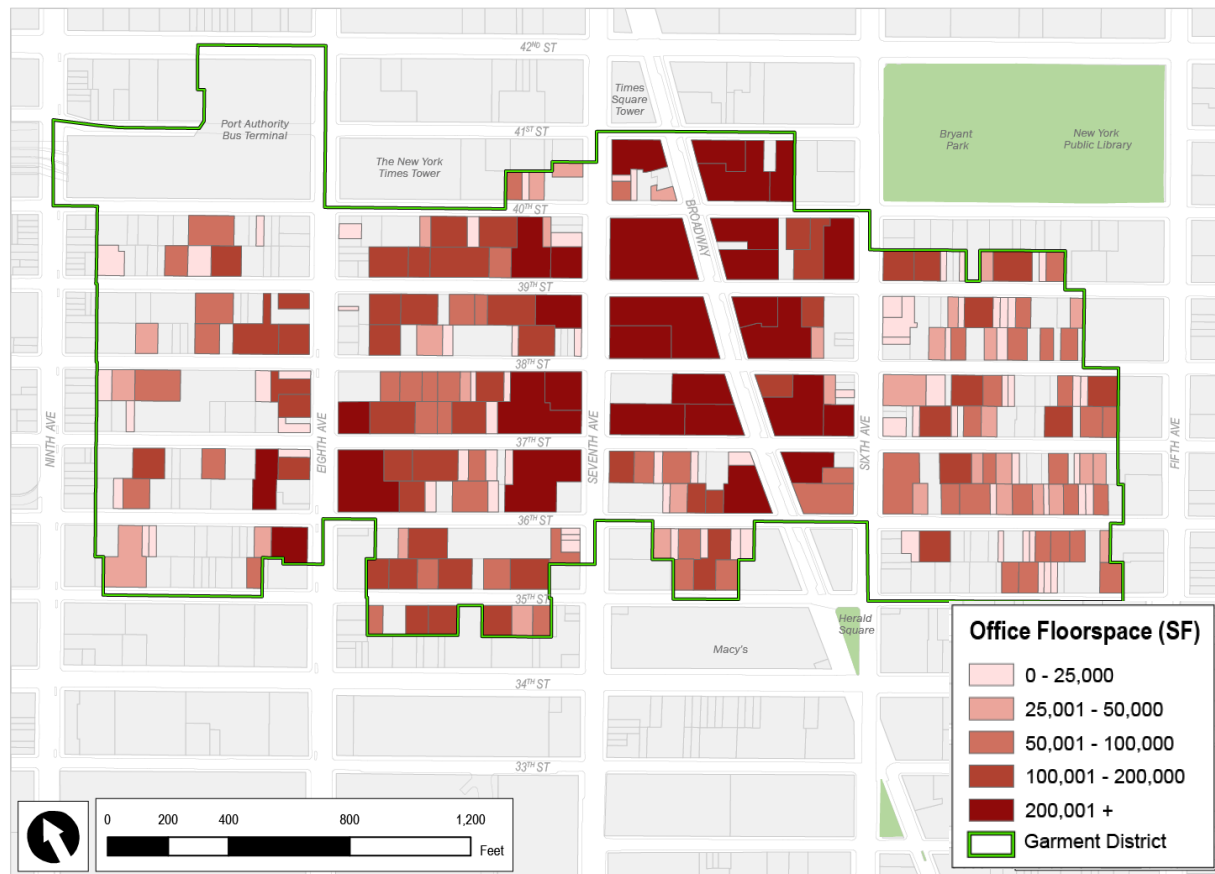 42ND ST
Times
Square
Tower
Port Authority
Bus Terminal
41ST ST
Bryant
Park
New York
Public Library
The New York
Times Tower
40TH ST
BROADWAY
39TH ST
38TH ST
NINTH AVE
EIGHTH AVE
SEVENTH AVE
SIXTH AVE
FIFTH AVE
37TH ST
36TH ST
35TH ST
Herald
Square
Macy's
34TH ST
33TH ST
Office Floorspace (SF)
0 - 25,000
25,001 - 50,000
50,001 - 100,000
100,001 - 200,000
200,001 +
Garment District
0 200 400 800 1,200
Feet